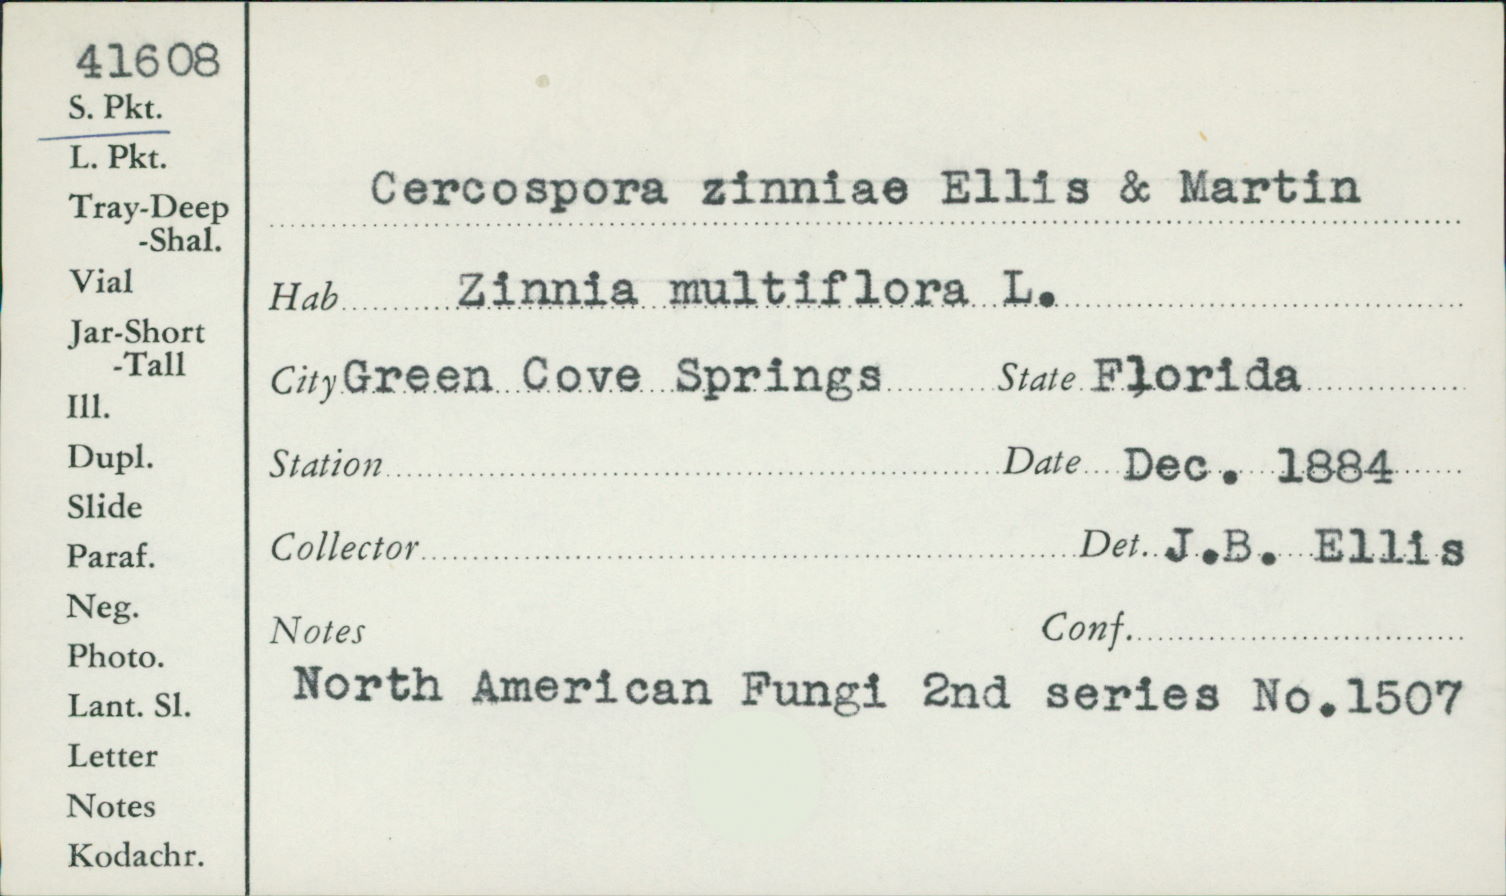 41608
S. Pkt.
L. Pkt.
Tray-Deep
-Shal.
Vial
Jar-Short
-Tall
Ill.
Dupl.
Slide
Paraf.
Neg.
Photo.
Lant. Sl.
Letter
Notes
Kodachr.
Cercospora zinniae Ellis & Martin
Hab Zinnia multiflora L.
City Green Cove Springs State Florida
Station Date Dec. 1884
Collector Det. J.B. Ellis
Notes Conf.
North American Fungi 2nd series No.1507